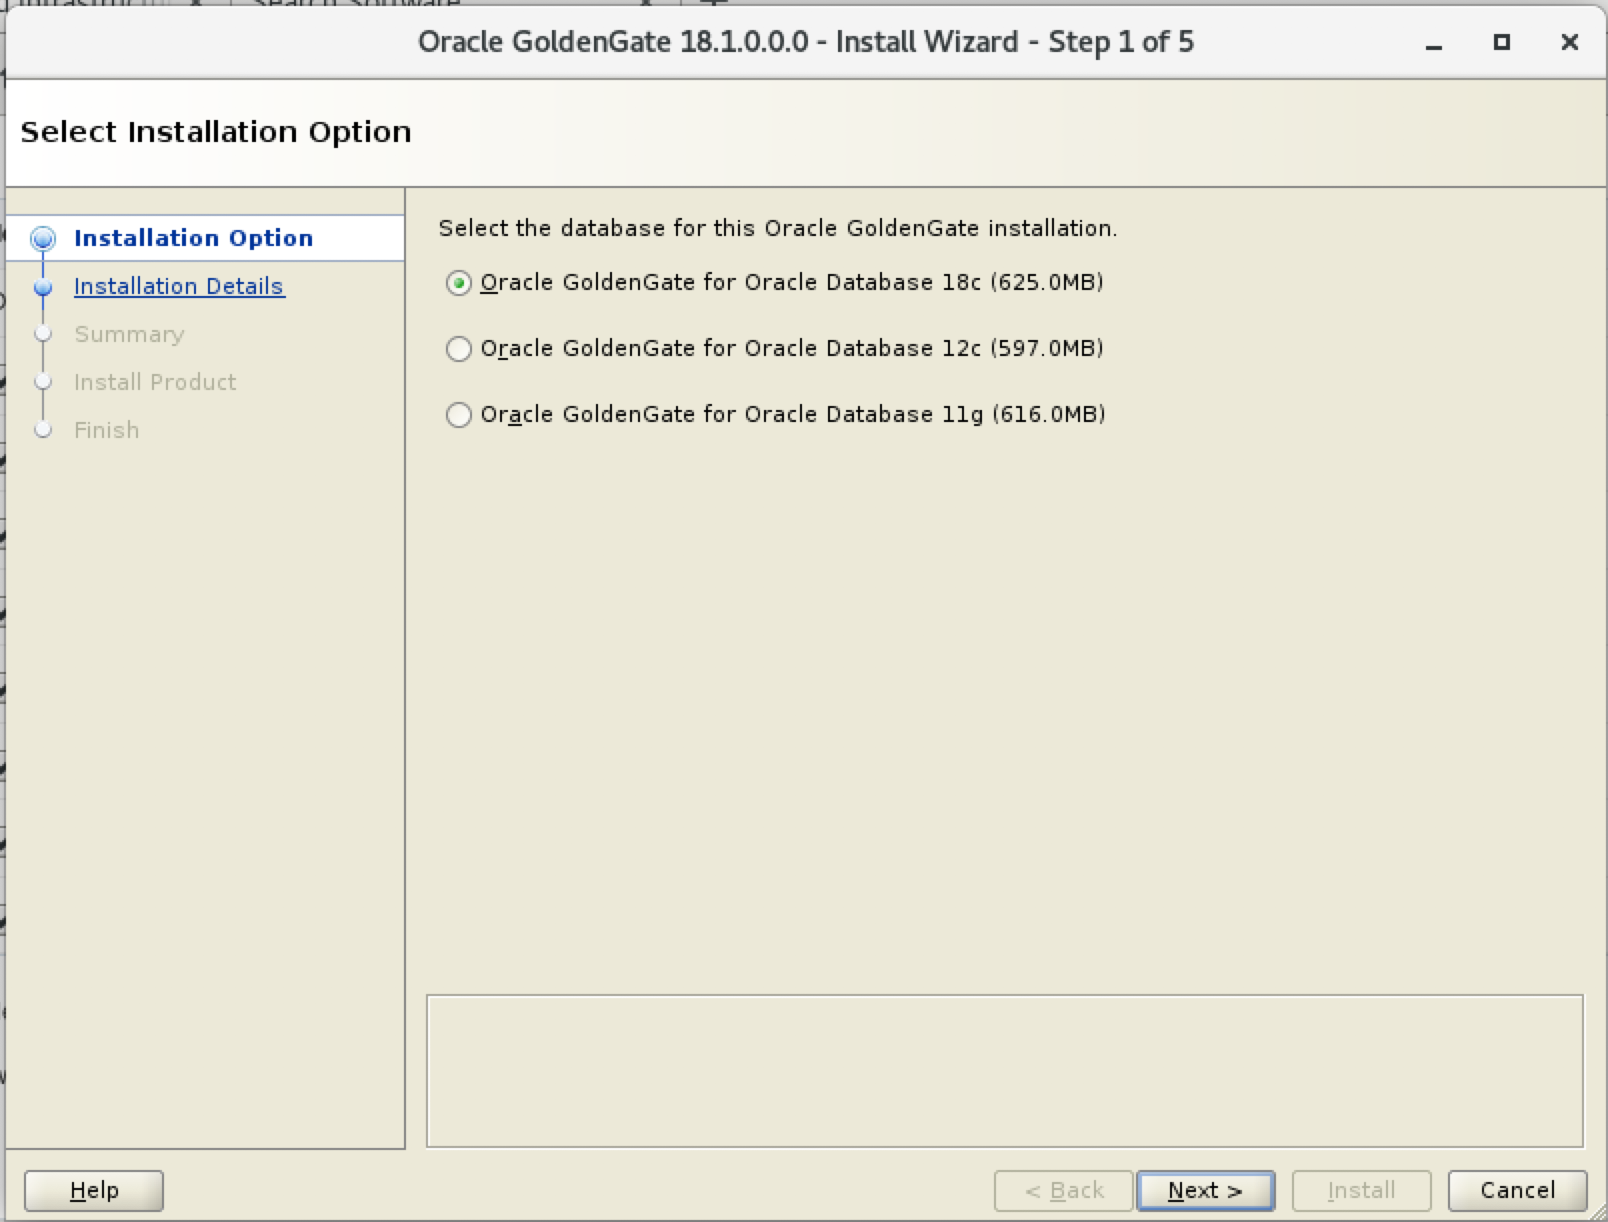 Search Software
Oracle GoldenGate 18.1.0.0.0 - Install Wizard - Step 1 of 5
Select Installation Option
Installation Option
Installation Details
Summary
Install Product
Finish
Select the database for this Oracle GoldenGate installation.
Oracle GoldenGate for Oracle Database 18c (625.0MB)
Oracle GoldenGate for Oracle Database 12c (597.0MB)
Oracle GoldenGate for Oracle Database 11g (616.0MB)
Help
< Back
Next >
Install
Cancel